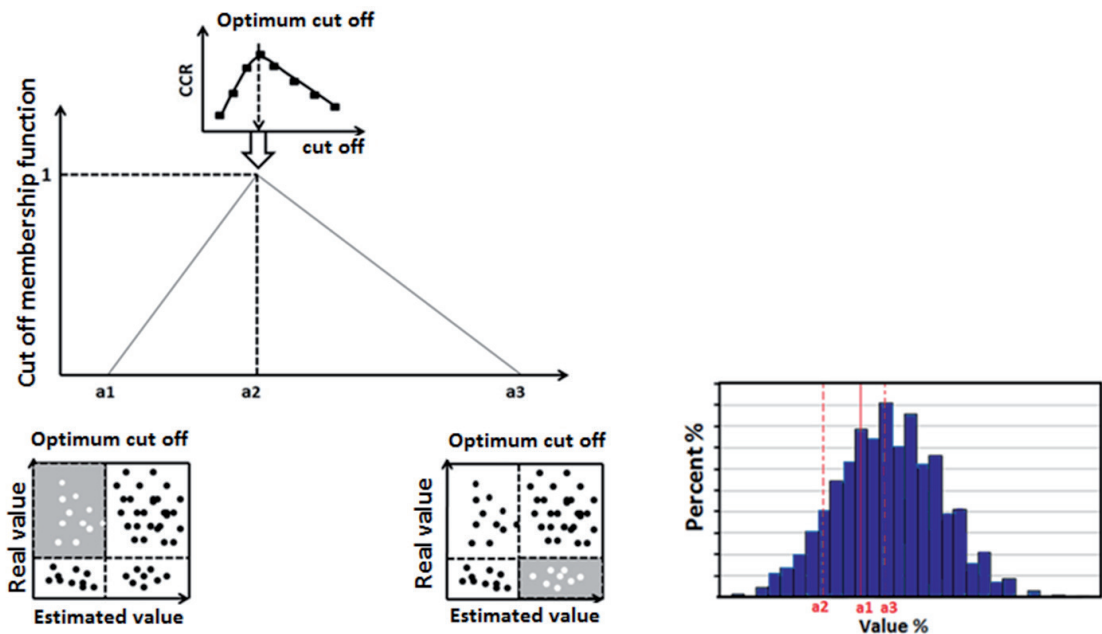 Optimum cut off
CCR
cut off
Cut off membership function
1
a1
a2
a3
Optimum cut off
Real value
Estimated value
Optimum cut off
Real value
Estimated value
Percent %
a2
a1
a3
Value %